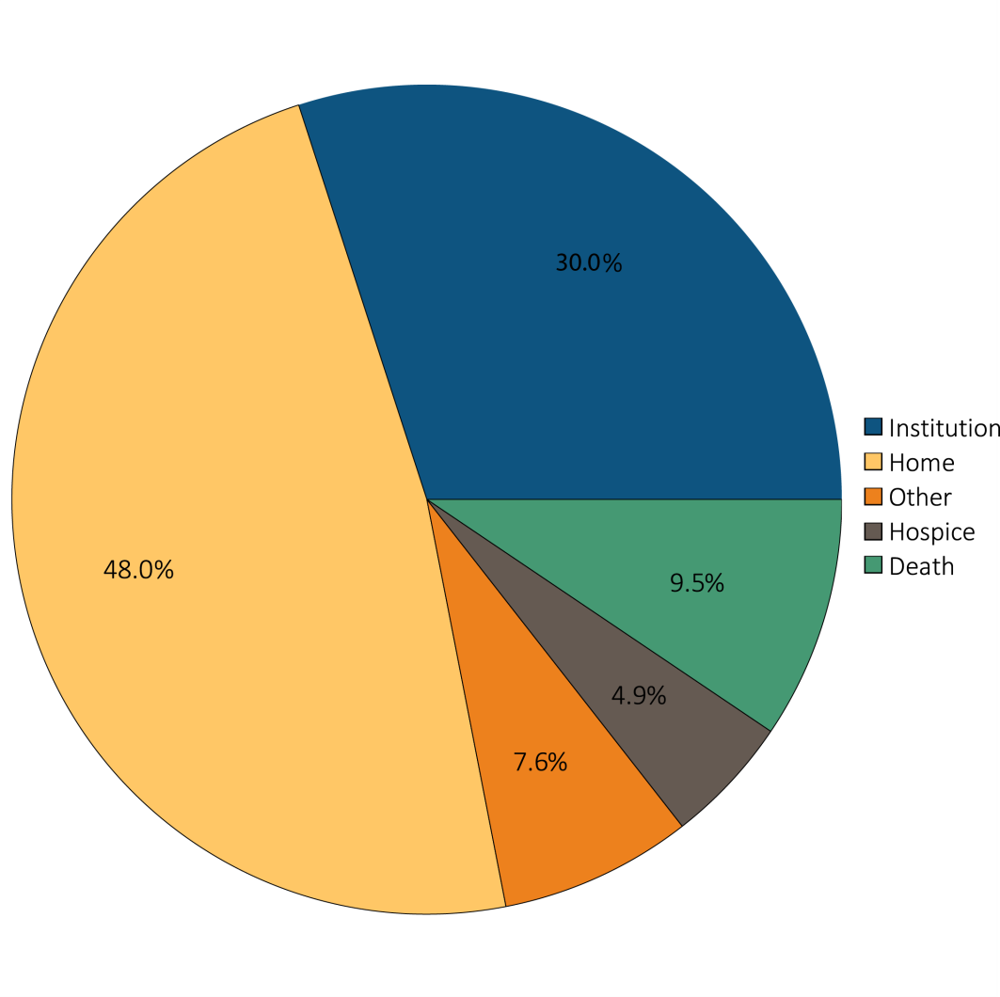 30.0%
Institution
Home
Other
Hospice
Death
48.0%
9.5%
4.9%
7.6%